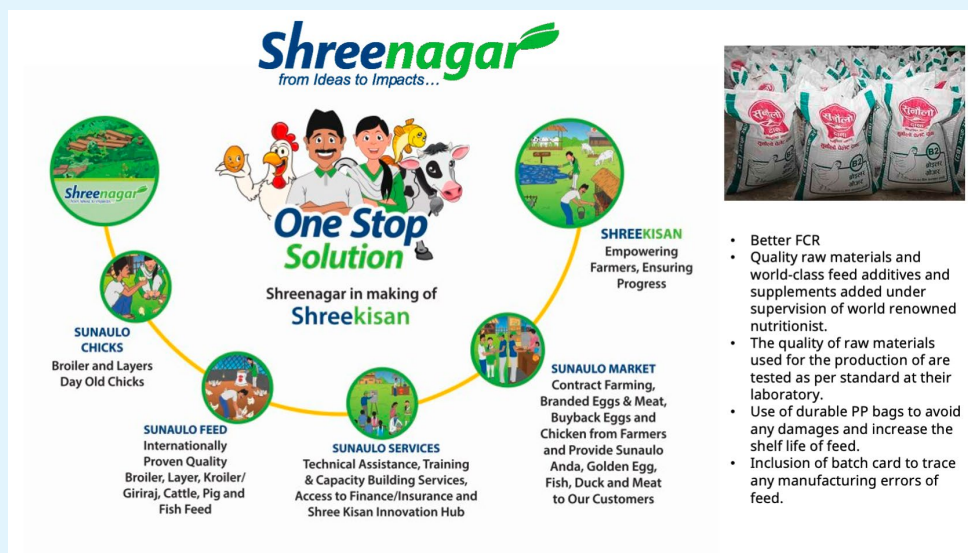 Shreenagar
from Ideas to Impacts...
Shreenagar
One Stop
Solution
Shreenagar in making of
Shreekisan
SUNAULO
CHICKS
Broiler and Layers
Day Old Chicks
SUNAULO FEED
Internationally
Proven Quality
Broiler, Layer, Kroiler/
Giriraj, Cattle, Pig and
Fish Feed
SUNAULO SERVICES
Technical Assistance, Training
& Capacity Building Services,
Access to Finance/Insurance and
Shree Kisan Innovation Hub
SUNAULO MARKET
Contract Farming,
Branded Eggs & Meat,
Buyback Eggs and
Chicken from Farmers
and Provide Sunaulo
Anda, Golden Egg,
Fish, Duck and Meat
to Our Customers
SHREEKISAN
Empowering
Farmers, Ensuring
Progress
सुनौलो
सुनौलो
सुनौलो
B2
B2
B2
• Better FCR
• Quality raw materials and
world-class feed additives and
supplements added under
supervision of world renowned
nutritionist.
• The quality of raw materials
used for the production of are
tested as per standard at their
laboratory.
• Use of durable PP bags to avoid
any damages and increase the
shelf life of feed.
• Inclusion of batch card to trace
any manufacturing errors of
feed.